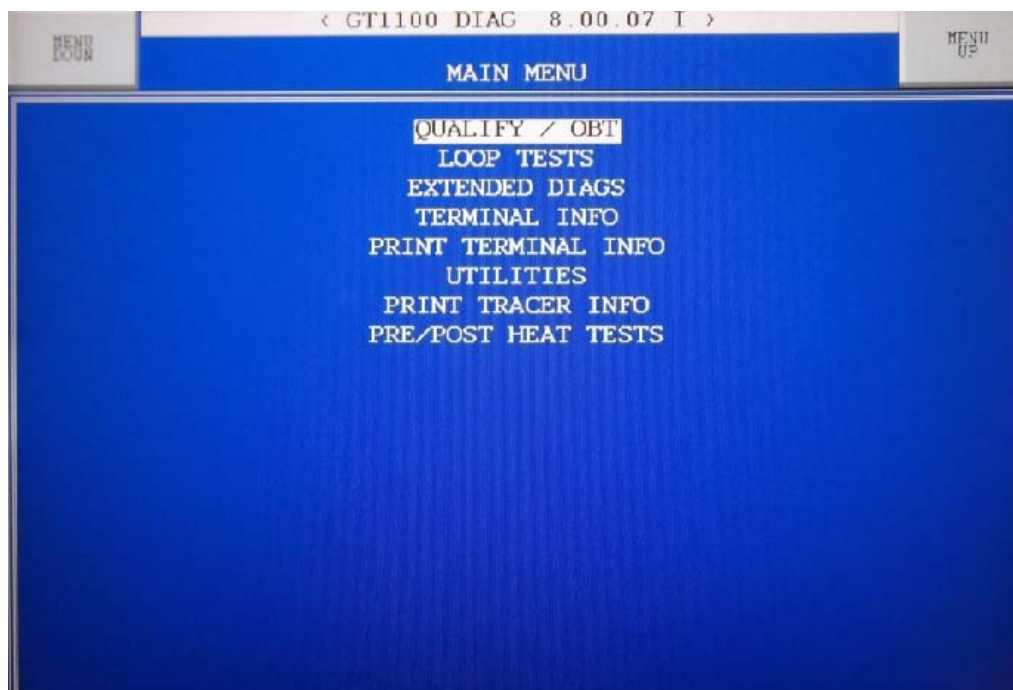 < GT1100 DIAG 8.00.07 I >
MENU DOWN
MENU UP
MAIN MENU
QUALIFY / OBT
LOOP TESTS
EXTENDED DIAGS
TERMINAL INFO
PRINT TERMINAL INFO
UTILITIES
PRINT TRACER INFO
PRE/POST HEAT TESTS